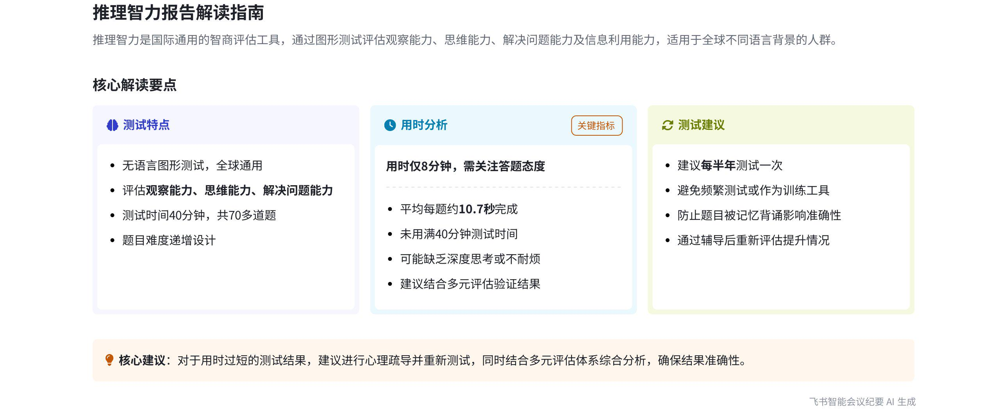 推理智力报告解读指南
推理智力是国际通用的智商评估工具，通过图形测试评估观察能力、思维能力、解决问题能力及信息利用能力，适用于全球不同语言背景的人群。
核心解读要点
测试特点
无语言图形测试，全球通用
评估观察能力、思维能力、解决问题能力
测试时间40分钟，共70多道题
题目难度递增设计
用时分析
关键指标
用时仅8分钟，需关注答题态度
平均每题约10.7秒完成
未用满40分钟测试时间
可能缺乏深度思考或不耐烦
建议结合多元评估验证结果
测试建议
建议每半年测试一次
避免频繁测试或作为训练工具
防止题目被记忆背诵影响准确性
通过辅导后重新评估提升情况
核心建议：对于用时过短的测试结果，建议进行心理疏导并重新测试，同时结合多元评估体系综合分析，确保结果准确性。
飞书智能会议纪要 AI 生成